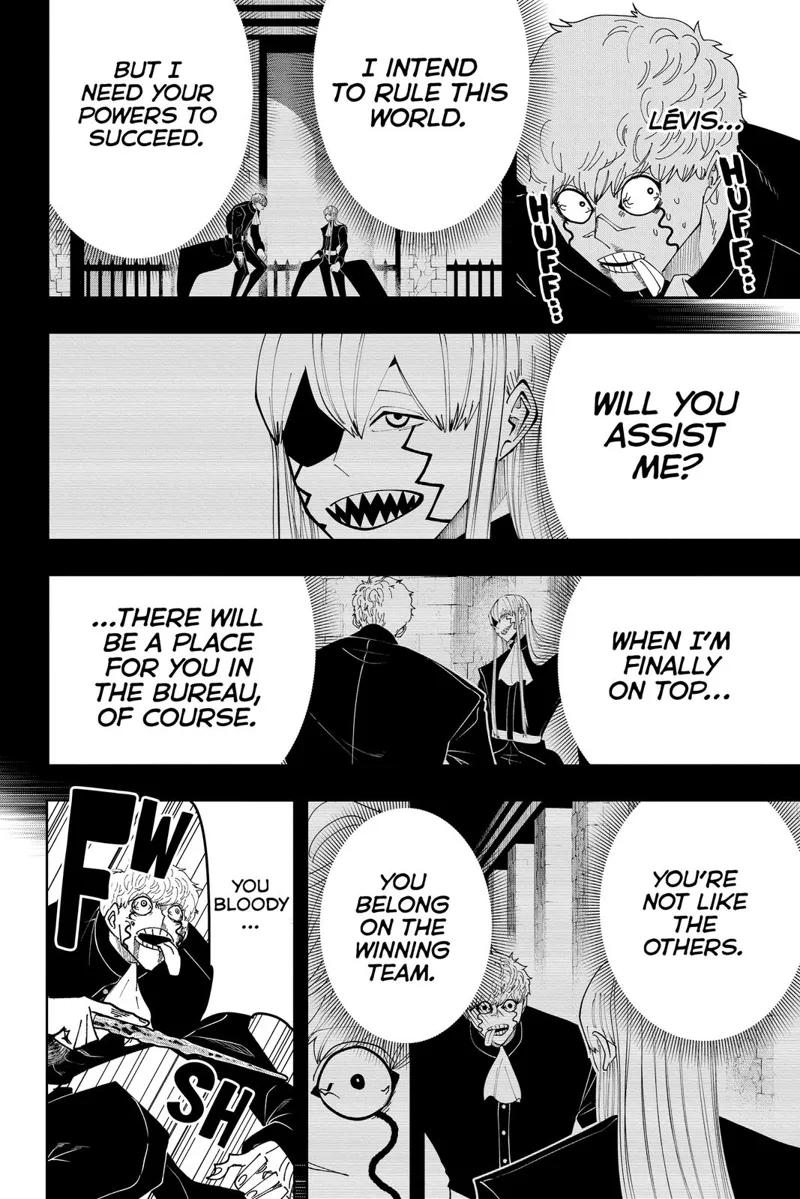 LÉVIS...
HUFF...
HUFF...
I INTEND
TO RULE THIS
WORLD.
BUT I
NEED YOUR
POWERS TO
SUCCEED.
WILL YOU
ASSIST
ME?
WHEN I'M
FINALLY
ON TOP...
...THERE WILL
BE A PLACE
FOR YOU IN
THE BUREAU,
OF COURSE.
YOU'RE
NOT LIKE
THE
OTHERS.
YOU
BELONG
ON THE
WINNING
TEAM.
YOU
BLOODY
...
FW
SH